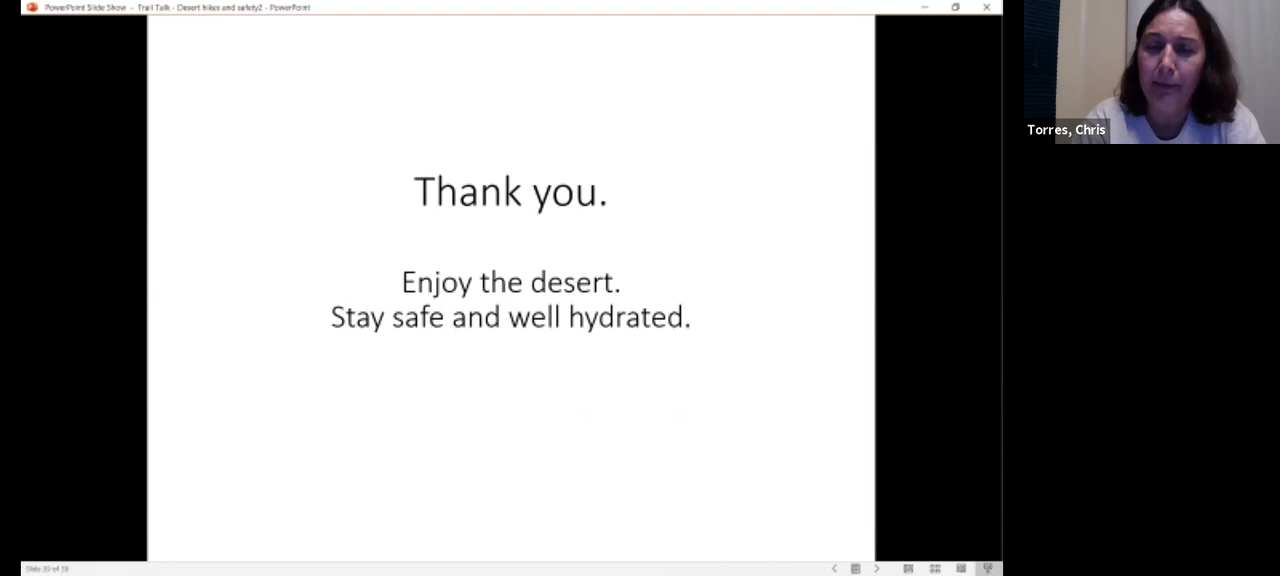 PowerPoint Slide Show - Trail Talk - Desert hikes and safety2 - PowerPoint
Torres, Chris
Thank you.
Enjoy the desert.
Stay safe and well hydrated.